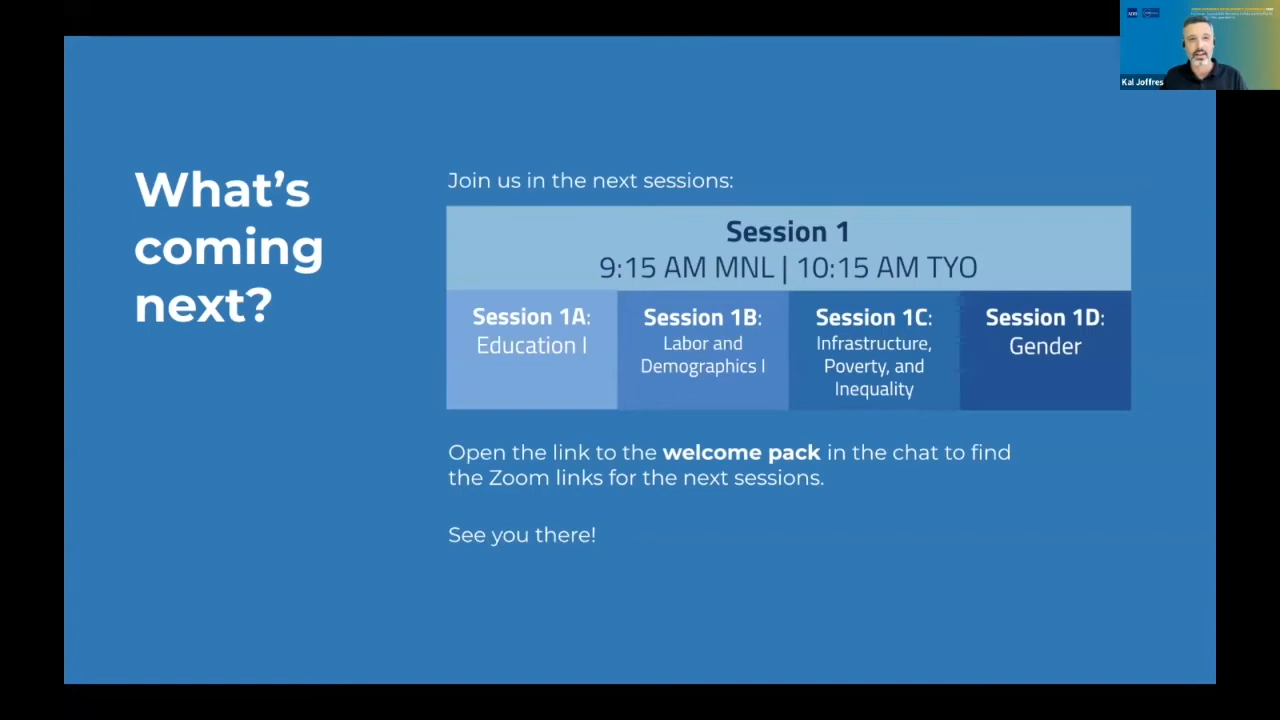 What's
coming
next?
Join us in the next sessions:
Session 1
9:15 AM MNL | 10:15 AM TYO
Session 1A:
Education I
Session 1B:
Labor and
Demographics I
Session 1C:
Infrastructure,
Poverty, and
Inequality
Session 1D:
Gender
Open the link to the welcome pack in the chat to find
the Zoom links for the next sessions.
See you there!
ADB
Kal Joffres